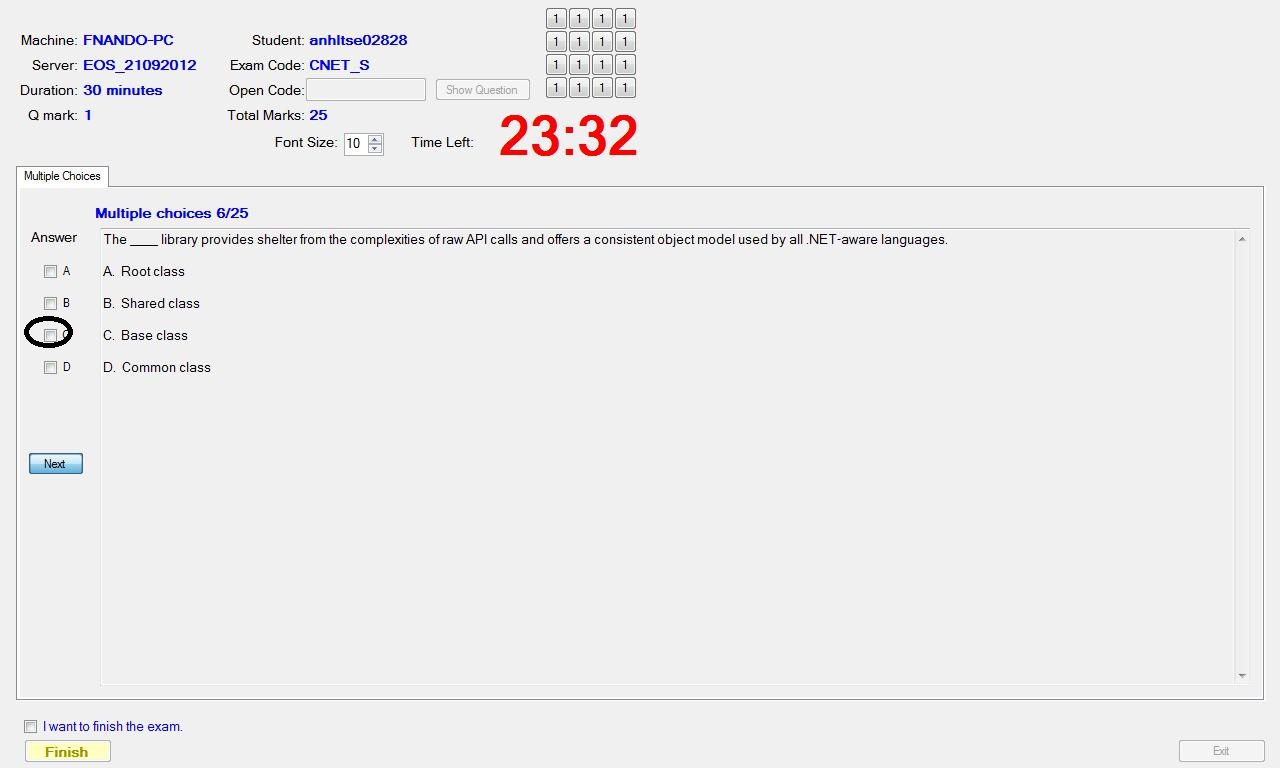 Machine: FNANDO-PC Student: anhltse02828
Server: EOS_21092012 Exam Code: CNET_S
Duration: 30 minutes Open Code: Show Question
Q mark: 1 Total Marks: 25
Font Size: 10 Time Left: 23:32
1 1 1 1
1 1 1 1
1 1 1 1
1 1 1 1
Multiple Choices
Multiple choices 6/25
Answer
The ____ library provides shelter from the complexities of raw API calls and offers a consistent object model used by all .NET-aware languages.
A A. Root class
B B. Shared class
C. Base class
D D. Common class
Next
I want to finish the exam.
Finish
Exit